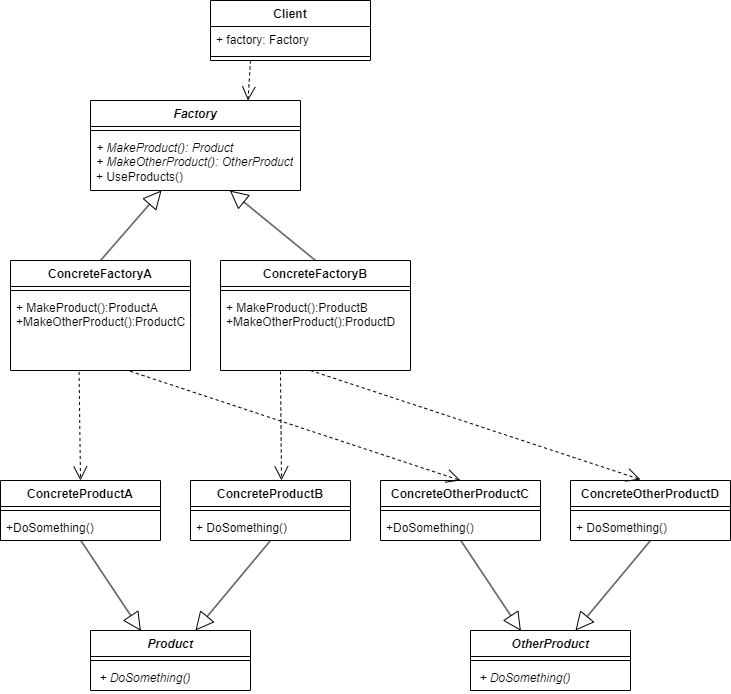 Client
+ factory: Factory
Factory
+ MakeProduct(): Product
+ MakeOtherProduct(): OtherProduct
+ UseProducts()
ConcreteFactoryA
+ MakeProduct():ProductA
+MakeOtherProduct():ProductC
ConcreteFactoryB
+ MakeProduct():ProductB
+MakeOtherProduct():ProductD
ConcreteProductA
+DoSomething()
ConcreteProductB
+ DoSomething()
ConcreteOtherProductC
+DoSomething()
ConcreteOtherProductD
+ DoSomething()
Product
+ DoSomething()
OtherProduct
+ DoSomething()